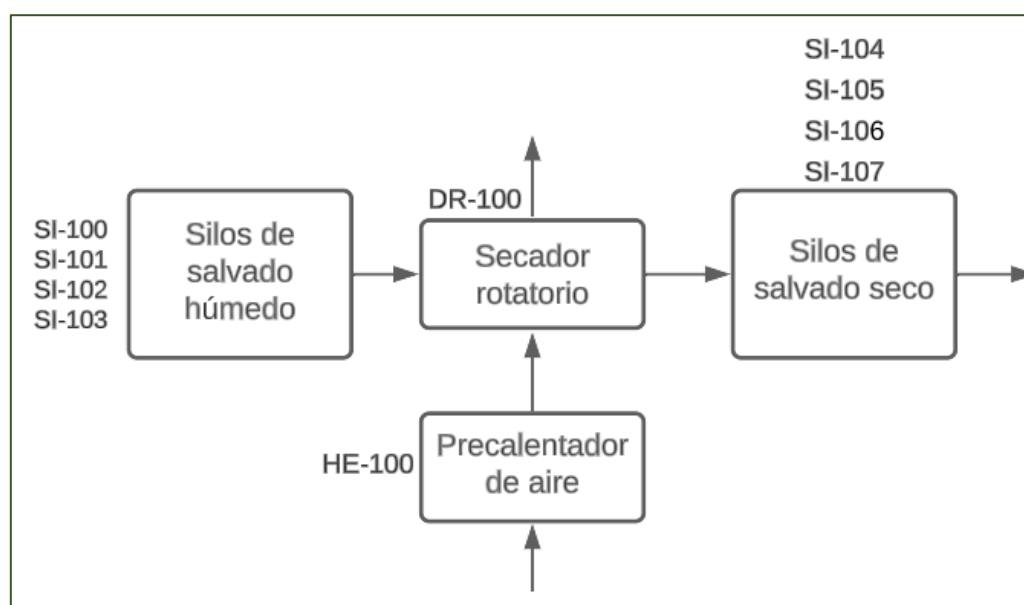 SI-104
SI-105
SI-106
SI-107
DR-100
SI-100
SI-101
SI-102
SI-103
Silos de
salvado
húmedo
Secador
rotatorio
Silos de
salvado seco
HE-100
Precalentador
de aire